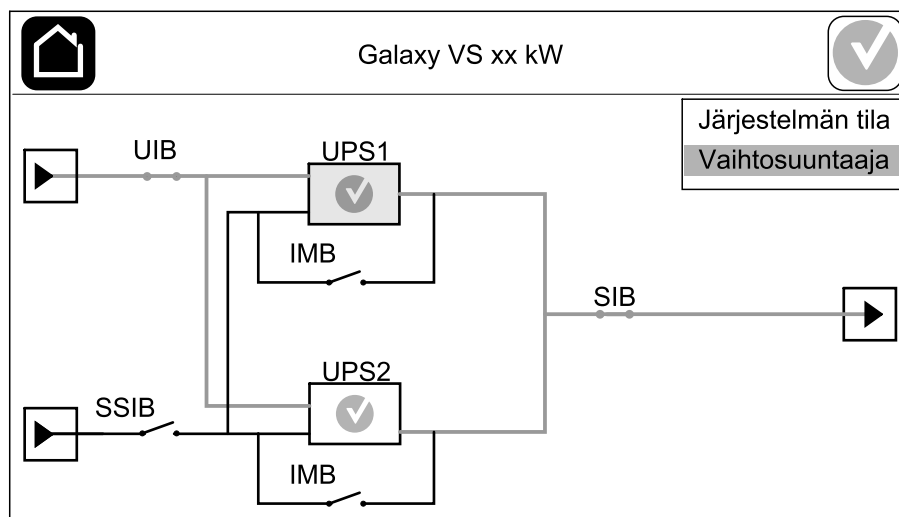 Galaxy VS xx kW
Järjestelmän tila
Vaihtosuuntaaja
UIB
UPS1
IMB
SIB
UPS2
SSIB
IMB